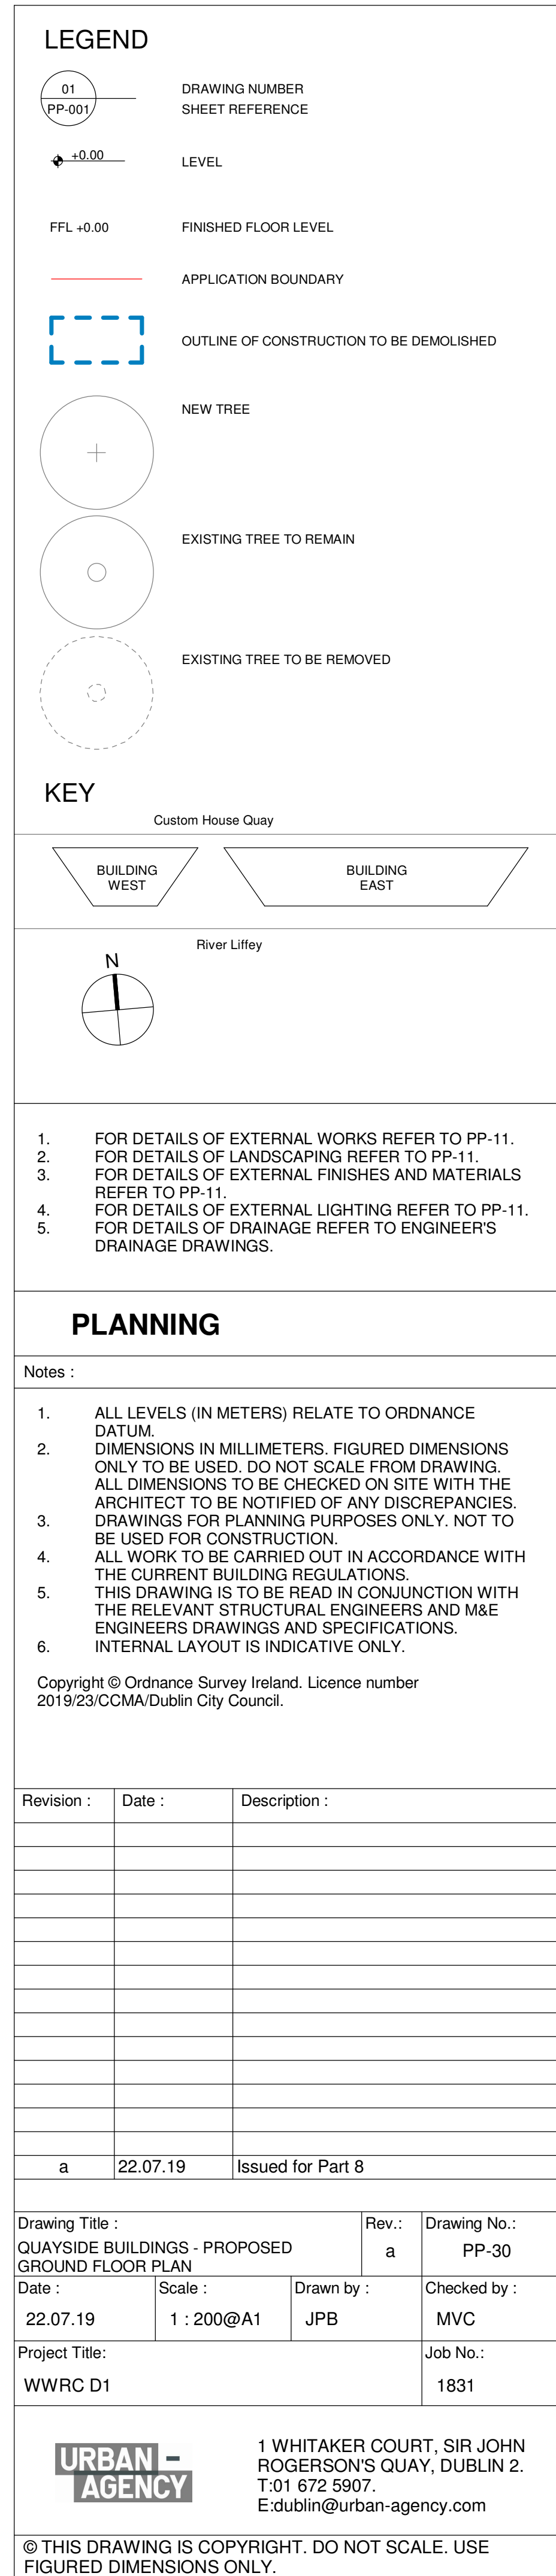 LEGEND
01
PP-001
DRAWING NUMBER
SHEET REFERENCE
+0.00
LEVEL
FFL +0.00
FINISHED FLOOR LEVEL
APPLICATION BOUNDARY
OUTLINE OF CONSTRUCTION TO BE DEMOLISHED
NEW TREE
EXISTING TREE TO REMAIN
EXISTING TREE TO BE REMOVED
KEY
Custom House Quay
BUILDING
WEST
BUILDING
EAST
River Liffey
N
1. FOR DETAILS OF EXTERNAL WORKS REFER TO PP-11.
2. FOR DETAILS OF LANDSCAPING REFER TO PP-11.
3. FOR DETAILS OF EXTERNAL FINISHES AND MATERIALS
REFER TO PP-11.
4. FOR DETAILS OF EXTERNAL LIGHTING REFER TO PP-11.
5. FOR DETAILS OF DRAINAGE REFER TO ENGINEER'S
DRAINAGE DRAWINGS.
PLANNING
Notes :
1. ALL LEVELS (IN METERS) RELATE TO ORDNANCE
DATUM.
2. DIMENSIONS IN MILLIMETERS. FIGURED DIMENSIONS
ONLY TO BE USED. DO NOT SCALE FROM DRAWING.
ALL DIMENSIONS TO BE CHECKED ON SITE WITH THE
ARCHITECT TO BE NOTIFIED OF ANY DISCREPANCIES.
3. DRAWINGS FOR PLANNING PURPOSES ONLY. NOT TO
BE USED FOR CONSTRUCTION.
4. ALL WORK TO BE CARRIED OUT IN ACCORDANCE WITH
THE CURRENT BUILDING REGULATIONS.
5. THIS DRAWING IS TO BE READ IN CONJUNCTION WITH
THE RELEVANT STRUCTURAL ENGINEERS AND M&E
ENGINEERS DRAWINGS AND SPECIFICATIONS.
6. INTERNAL LAYOUT IS INDICATIVE ONLY.
Copyright © Ordnance Survey Ireland. Licence number
2019/23/CCMA/Dublin City Council.
Revision : Date : Description :
a 22.07.19 Issued for Part 8
Drawing Title : Rev.: Drawing No.:
QUAYSIDE BUILDINGS - PROPOSED
GROUND FLOOR PLAN
a PP-30
Date : Scale : Drawn by : Checked by :
22.07.19 1 : 200@A1 JPB MVC
Project Title: Job No.:
WWRC D1 1831
URBAN -
AGENCY
1 WHITAKER COURT, SIR JOHN
ROGERSON'S QUAY, DUBLIN 2.
T:01 672 5907.
E:dublin@urban-agency.com
© THIS DRAWING IS COPYRIGHT. DO NOT SCALE. USE
FIGURED DIMENSIONS ONLY.